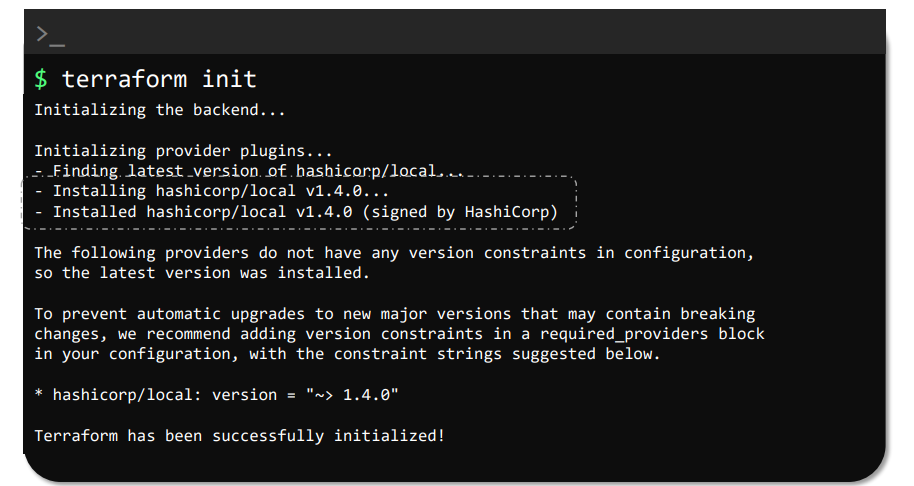 >_
$ terraform init
Initializing the backend...
Initializing provider plugins...
- Finding latest version of hashicorp/local...
- Installing hashicorp/local v1.4.0...
- Installed hashicorp/local v1.4.0 (signed by HashiCorp)
The following providers do not have any version constraints in configuration,
so the latest version was installed.
To prevent automatic upgrades to new major versions that may contain breaking
changes, we recommend adding version constraints in a required_providers block
in your configuration, with the constraint strings suggested below.
* hashicorp/local: version = "~> 1.4.0"
Terraform has been successfully initialized!